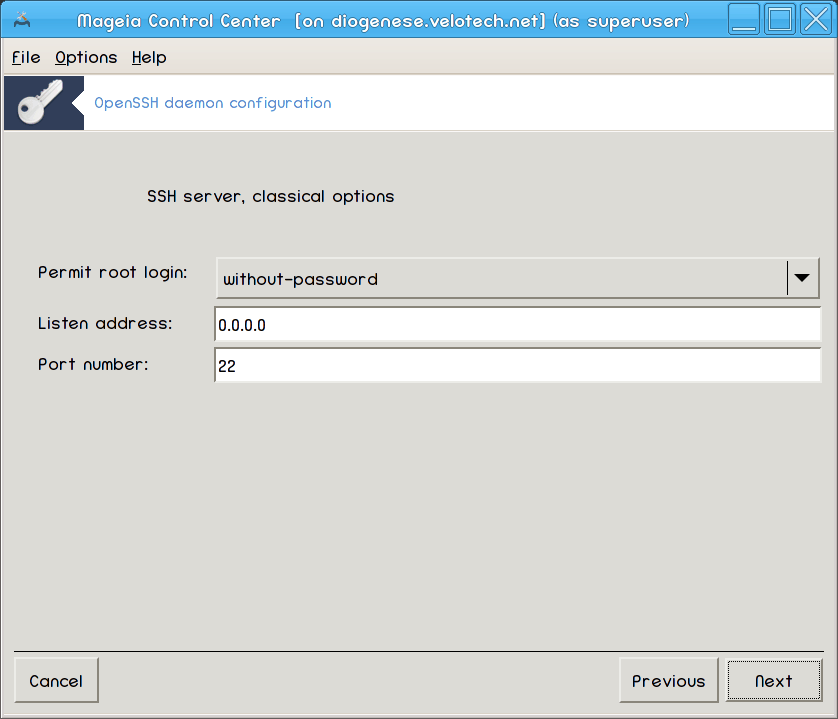 Mageia Control Center [on diogenese.velotech.net] (as superuser)
File Options Help
OpenSSH daemon configuration
SSH server, classical options
Permit root login: without-password
Listen address: 0.0.0.0
Port number: 22
Cancel Previous Next